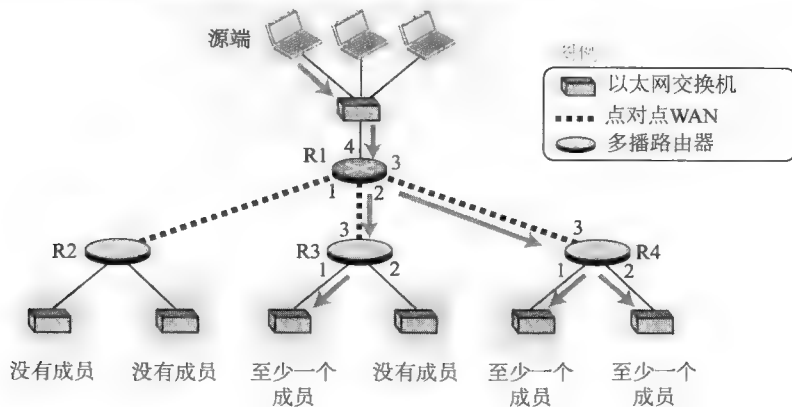 源端
以太网交换机
点对点WAN
多播路由器
4
R1
3
1
2
3
3
R2
R3
R4
1
2
1
2
没有成员
没有成员
至少一个
成员
没有成员
至少一个
成员
至少一个
成员